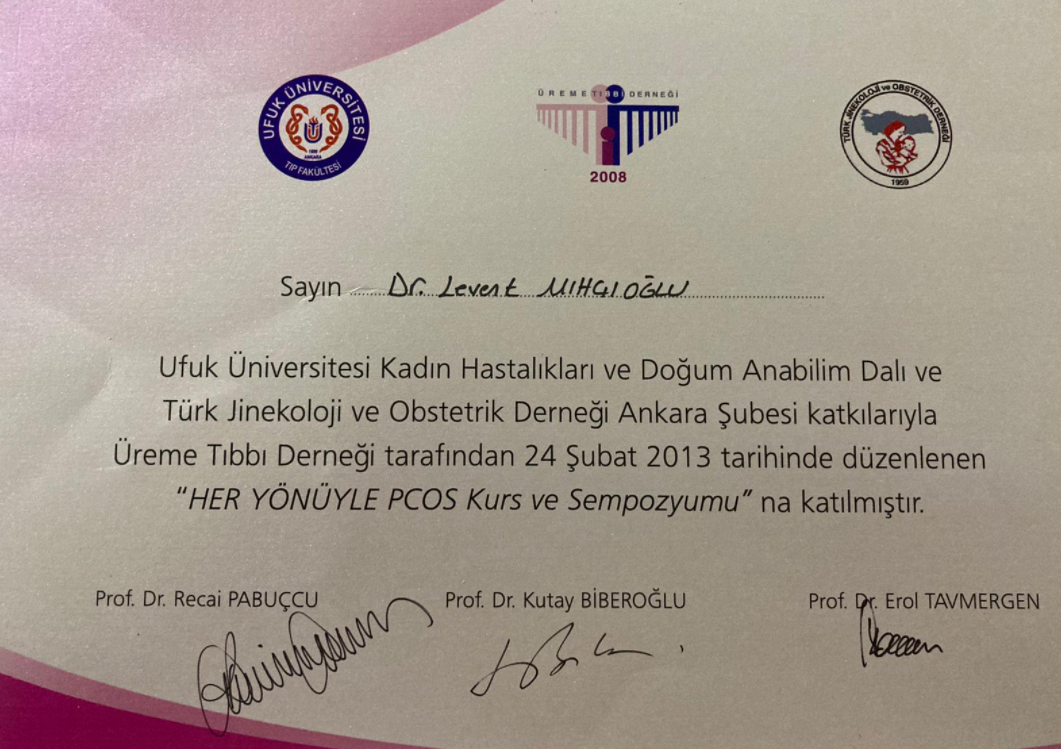 UFUK ÜNİVERSİTESİ
1999
ANKARA
TIP FAKÜLTESİ
ÜREME TIBBI DERNEĞİ
2008
TÜRK JİNEKOLOJİ ve OBSTETRİK DERNEĞİ
1959
Sayın Dr. Levent MIHÇIOĞLU
Ufuk Üniversitesi Kadın Hastalıkları ve Doğum Anabilim Dalı ve
Türk Jinekoloji ve Obstetrik Derneği Ankara Şubesi katkılarıyla
Üreme Tıbbı Derneği tarafından 24 Şubat 2013 tarihinde düzenlenen
“HER YÖNÜYLE PCOS Kurs ve Sempozyumu” na katılmıştır.
Prof. Dr. Recai PABUÇCU Prof. Dr. Kutay BİBEROĞLU Prof. Dr. Erol TAVMERGEN